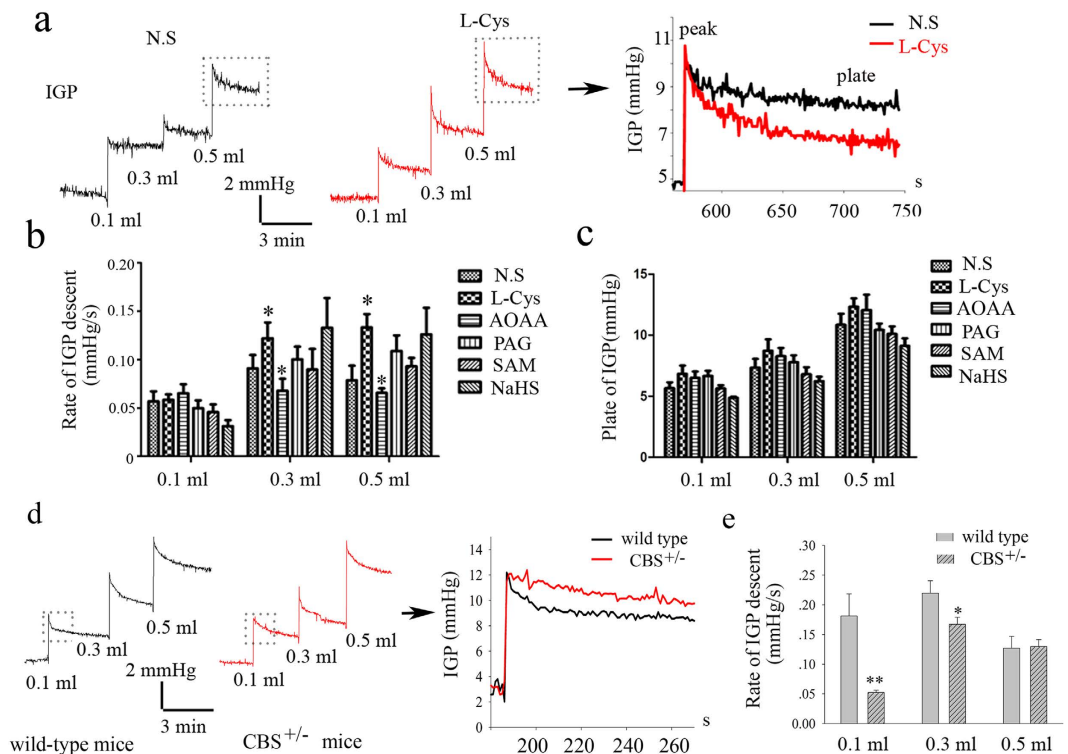 a
N.S
L-Cys
IGP
0.1 ml
0.3 ml
0.5 ml
2 mmHg
3 min
0.1 ml
0.3 ml
0.5 ml
N.S
L-Cys
peak
plate
IGP (mmHg)
11
9
7
5
600
650
700
750
s
b
Rate of IGP descent
(mmHg/s)
0.20
0.15
0.10
0.05
0
*
*
*
*
0.1 ml
0.3 ml
0.5 ml
N.S
L-Cys
AOAA
PAG
SAM
NaHS
c
Plate of IGP(mmHg)
15
10
5
0
0.1 ml
0.3 ml
0.5 ml
N.S
L-Cys
AOAA
PAG
SAM
NaHS
d
0.1 ml
0.3 ml
0.5 ml
2 mmHg
3 min
wild-type mice
0.1 ml
0.3 ml
0.5 ml
CBS+/- mice
wild type
CBS+/-
IGP (mmHg)
14
12
10
8
6
4
2
0
200
220
240
260
s
e
wild type
CBS+/-
Rate of IGP descent
(mmHg/s)
.30
.25
.20
.15
.10
.05
0.00
**
*
0.1 ml
0.3 ml
0.5 ml